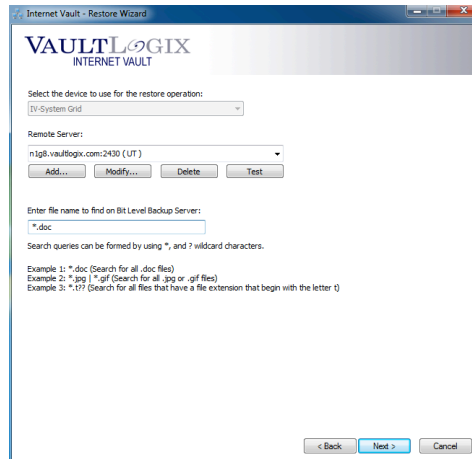 Internet Vault - Restore Wizard
VAULTLOGIX
INTERNET VAULT
Select the device to use for the restore operation:
IV-System Grid
Remote Server:
n1g8.vaultlogix.com:2430 ( UT )
Add... Modify... Delete Test
Enter file name to find on Bit Level Backup Server:
*.doc
Search queries can be formed by using *, and ? wildcard characters.
Example 1: *.doc (Search for all .doc files)
Example 2: *.jpg | *.gif (Search for all .jpg or .gif files)
Example 3: *.t?? (Search for all files that have a file extension that begin with the letter t)
< Back Next > Cancel